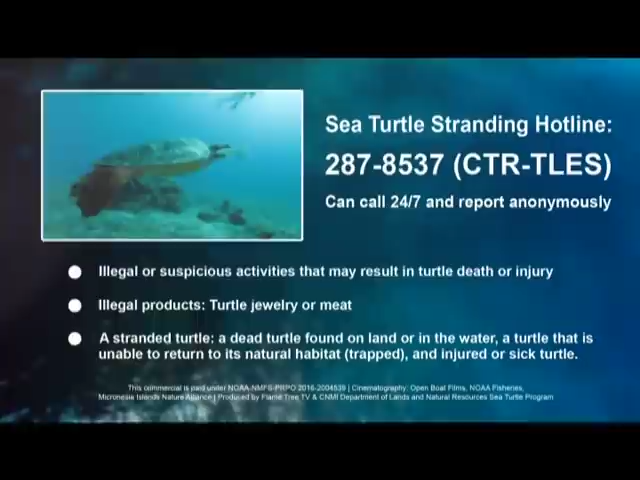 Sea Turtle Stranding Hotline:
287-8537 (CTR-TLES)
Can call 24/7 and report anonymously
Illegal or suspicious activities that may result in turtle death or injury
Illegal products: Turtle jewelry or meat
A stranded turtle: a dead turtle found on land or in the water, a turtle that is
unable to return to its natural habitat (trapped), and injured or sick turtle.
This commercial is paid under NOAA-NMFS-PRPO 2016-2004539 | Cinematography: Open Boat Films, NOAA Fisheries,
Micronesia Islands Nature Alliance | Produced by Flame Tree TV & CNMI Department of Lands and Natural Resources Sea Turtle Program